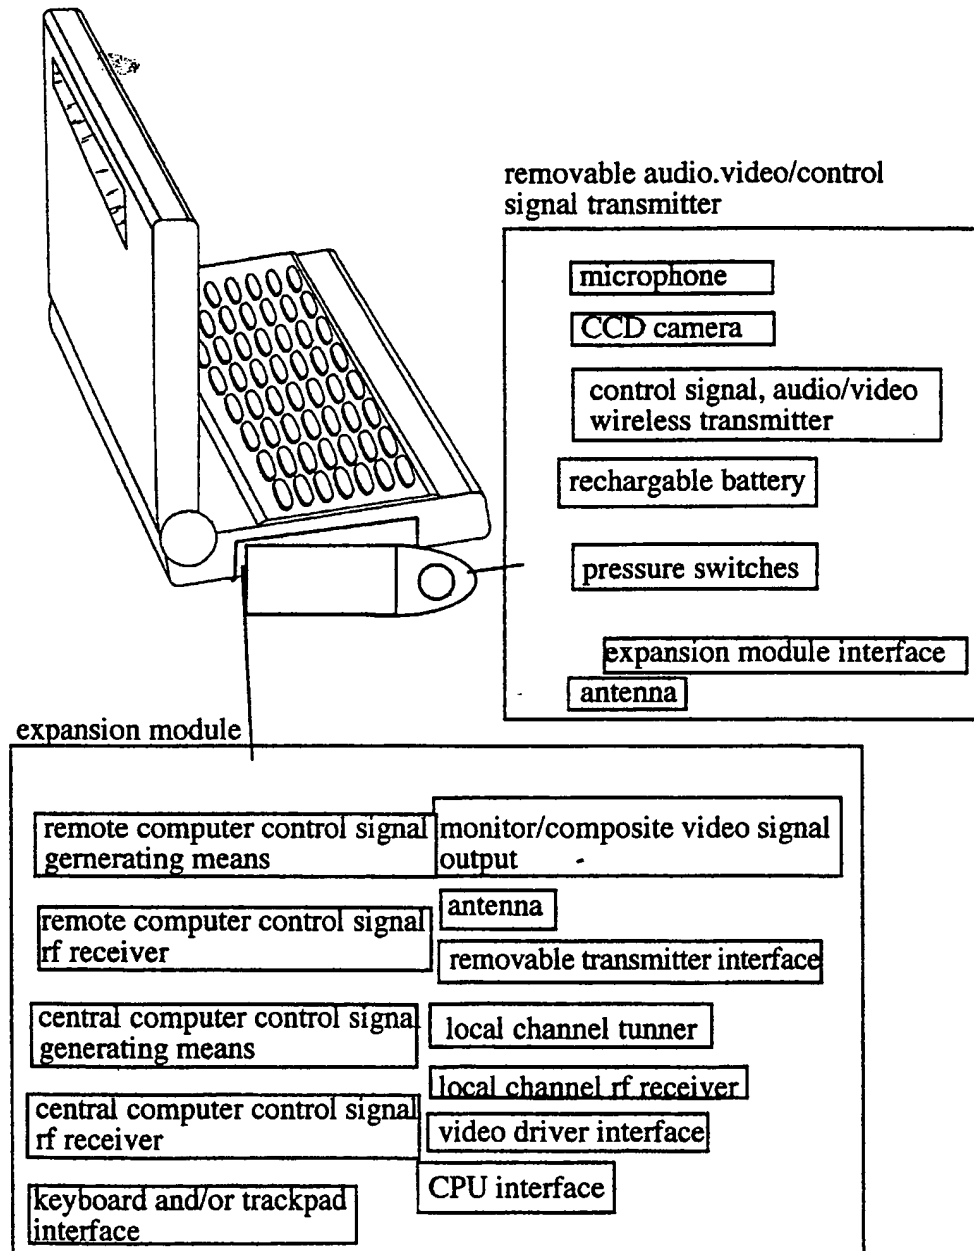 removable audio.video/control
signal transmitter
microphone
CCD camera
control signal, audio/video
wireless transmitter
rechargable battery
pressure switches
expansion module interface
antenna
expansion module
remote computer control signal
gernerating means
remote computer control signal
rf receiver
central computer control signal
generating means
central computer control signal
rf receiver
keyboard and/or trackpad
interface
monitor/composite video signal
output
antenna
removable transmitter interface
local channel tunner
local channel rf receiver
video driver interface
CPU interface